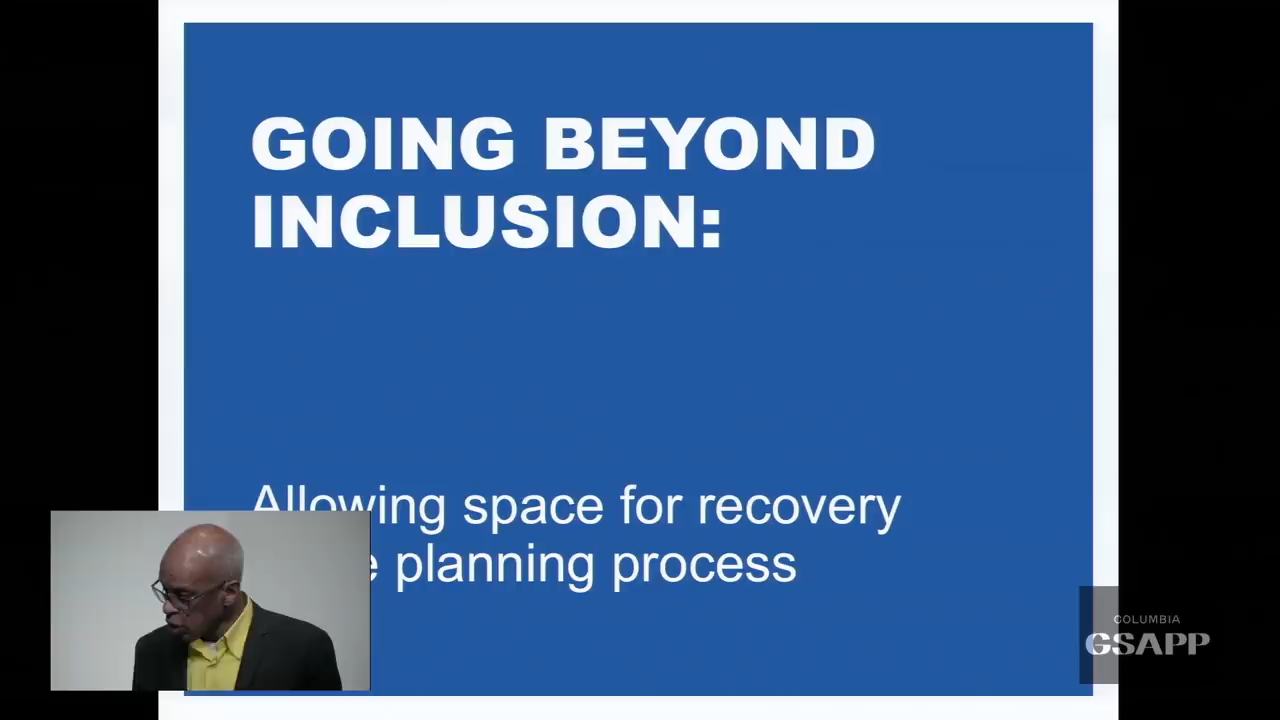 GOING BEYOND
INCLUSION:
Allowing space for recovery
planning process
COLUMBIA
GSAPP